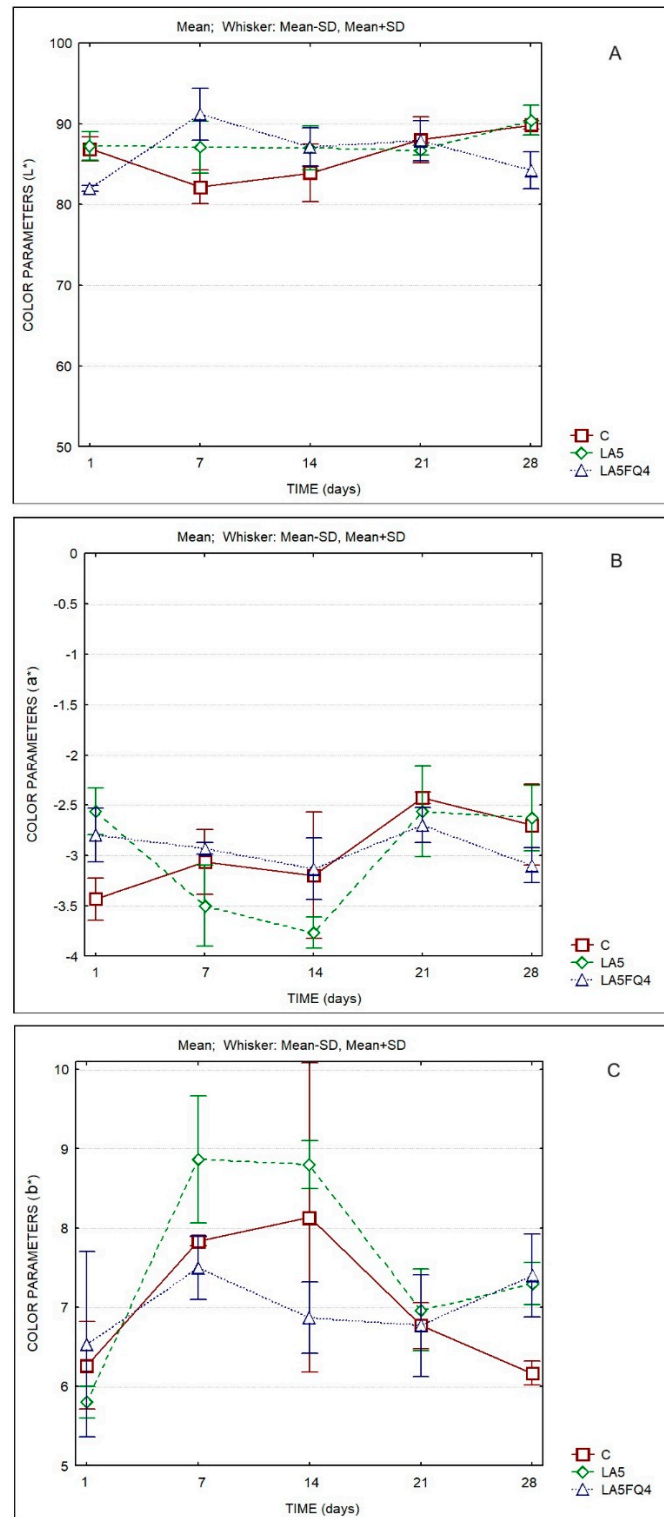 Mean; Whisker: Mean-SD, Mean+SD
A
100
90
80
70
60
50
COLOR PARAMETERS (L*)
1 7 14 21 28
TIME (days)
C
LA5
LA5FQ4
Mean; Whisker: Mean-SD, Mean+SD
B
0
-0.5
-1
-1.5
-2
-2.5
-3
-3.5
-4
COLOR PARAMETERS (a*)
1 7 14 21 28
TIME (days)
C
LA5
LA5FQ4
Mean; Whisker: Mean-SD, Mean+SD
C
10
9
8
7
6
5
COLOR PARAMETERS (b*)
1 7 14 21 28
TIME (days)
C
LA5
LA5FQ4